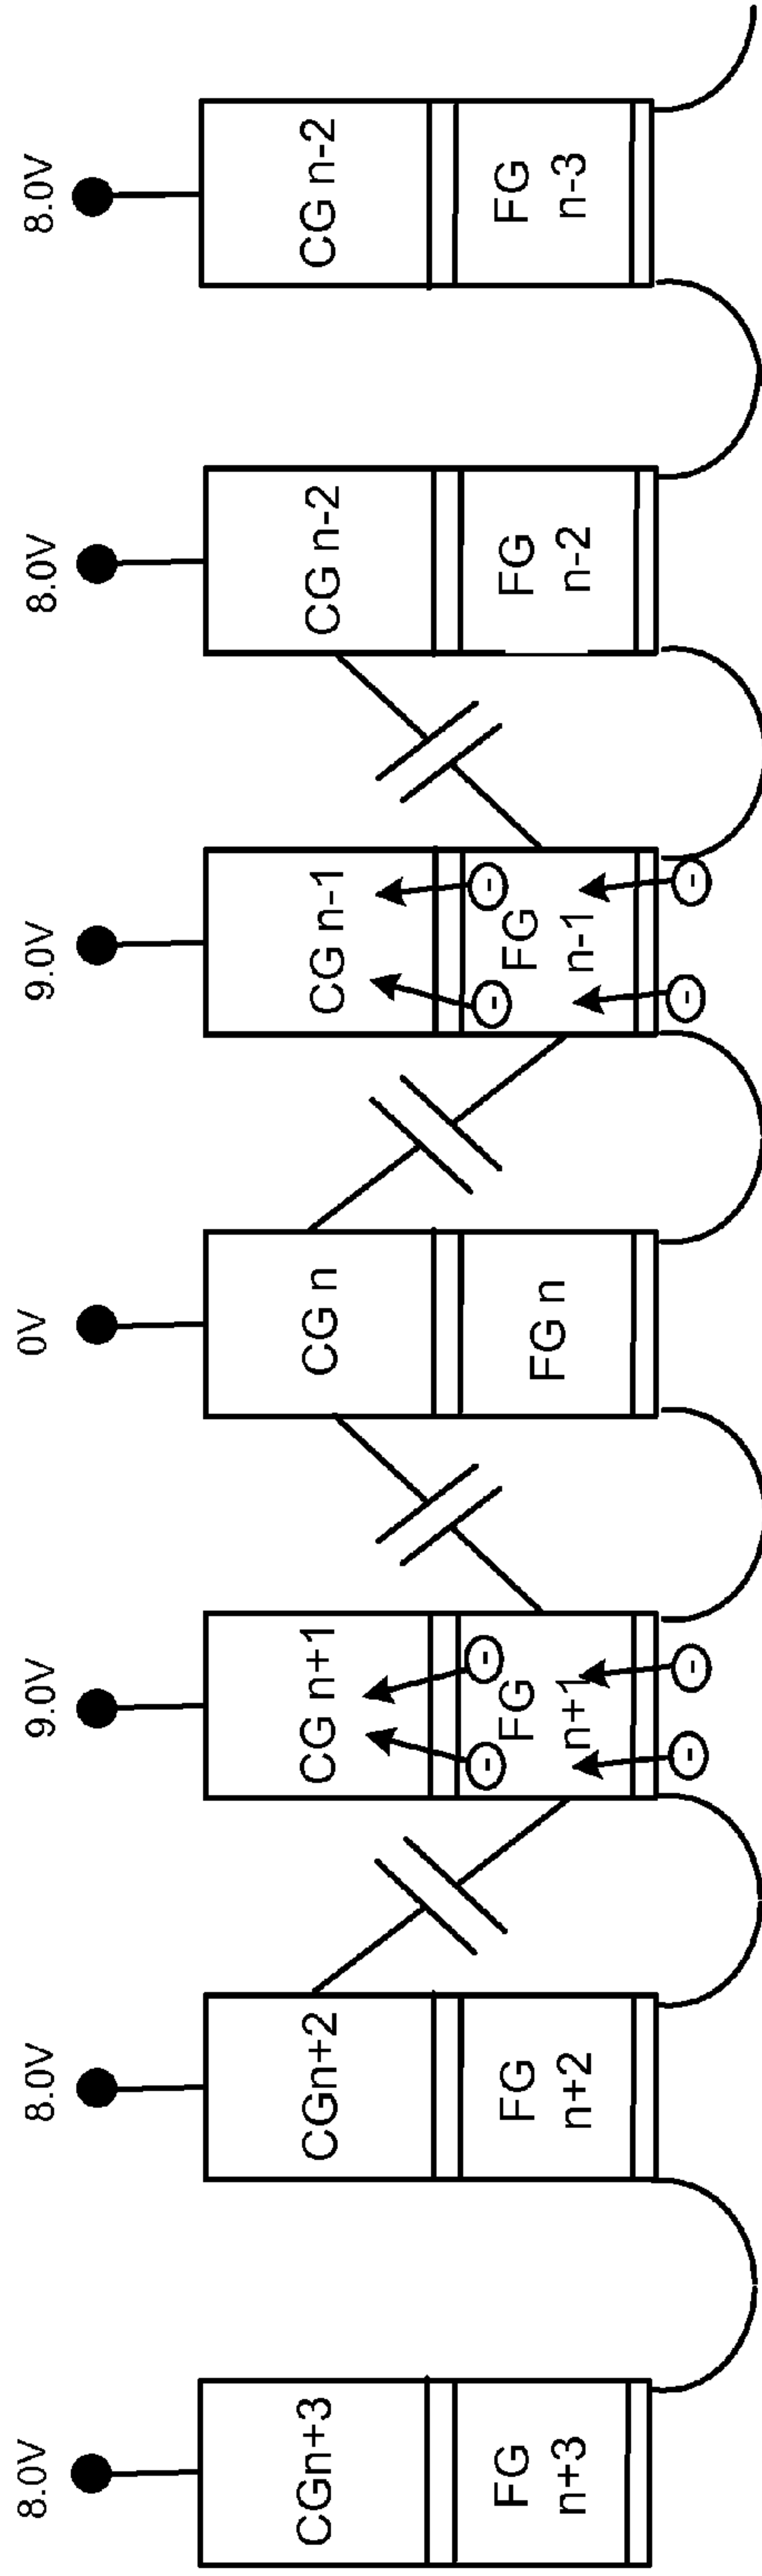 8.0V
8.0V
9.0V
0V
9.0V
8.0V
8.0V
CGn+3
CGn+2
CG n+1
CG n
CG n-1
CG n-2
CG n-2
- -
- -
FG
n+3
FG
n+2
FG
n+1
FG n
FG
n-1
FG
n-2
FG
n-3
- -
- -